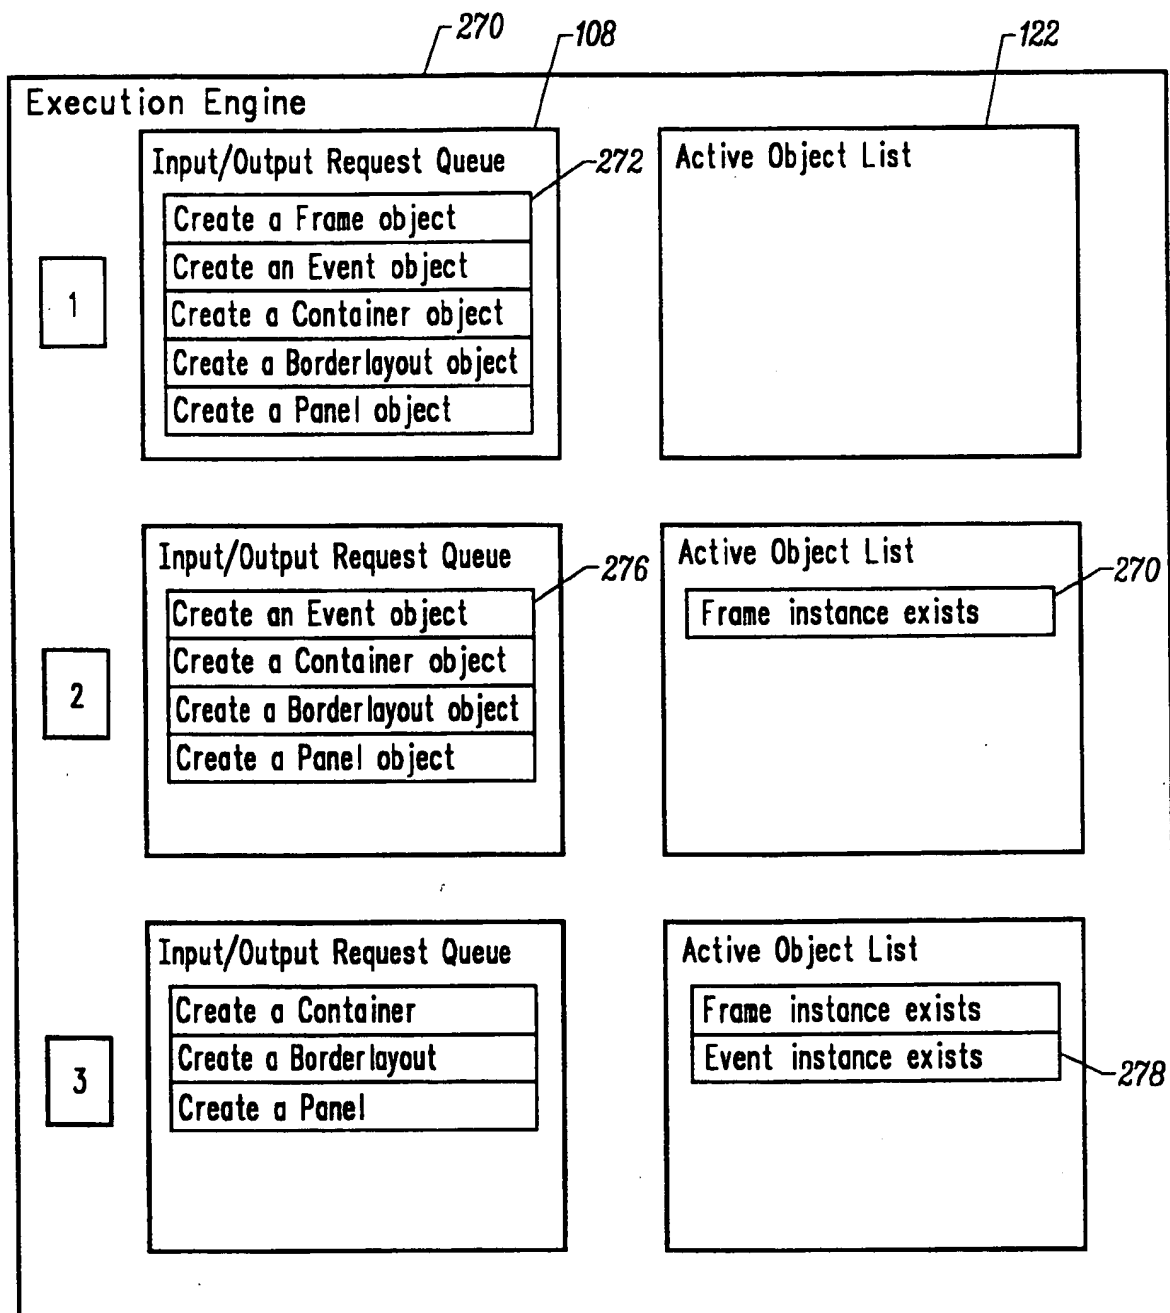 270
108
122
Execution Engine
Input/Output Request Queue
272
Active Object List
1
Create a Frame object
Create an Event object
Create a Container object
Create a Borderlayout object
Create a Panel object
Input/Output Request Queue
276
Active Object List
270
2
Create an Event object
Create a Container object
Create a Borderlayout object
Create a Panel object
Frame instance exists
Input/Output Request Queue
Active Object List
3
Create a Container
Create a Borderlayout
Create a Panel
Frame instance exists
Event instance exists
278